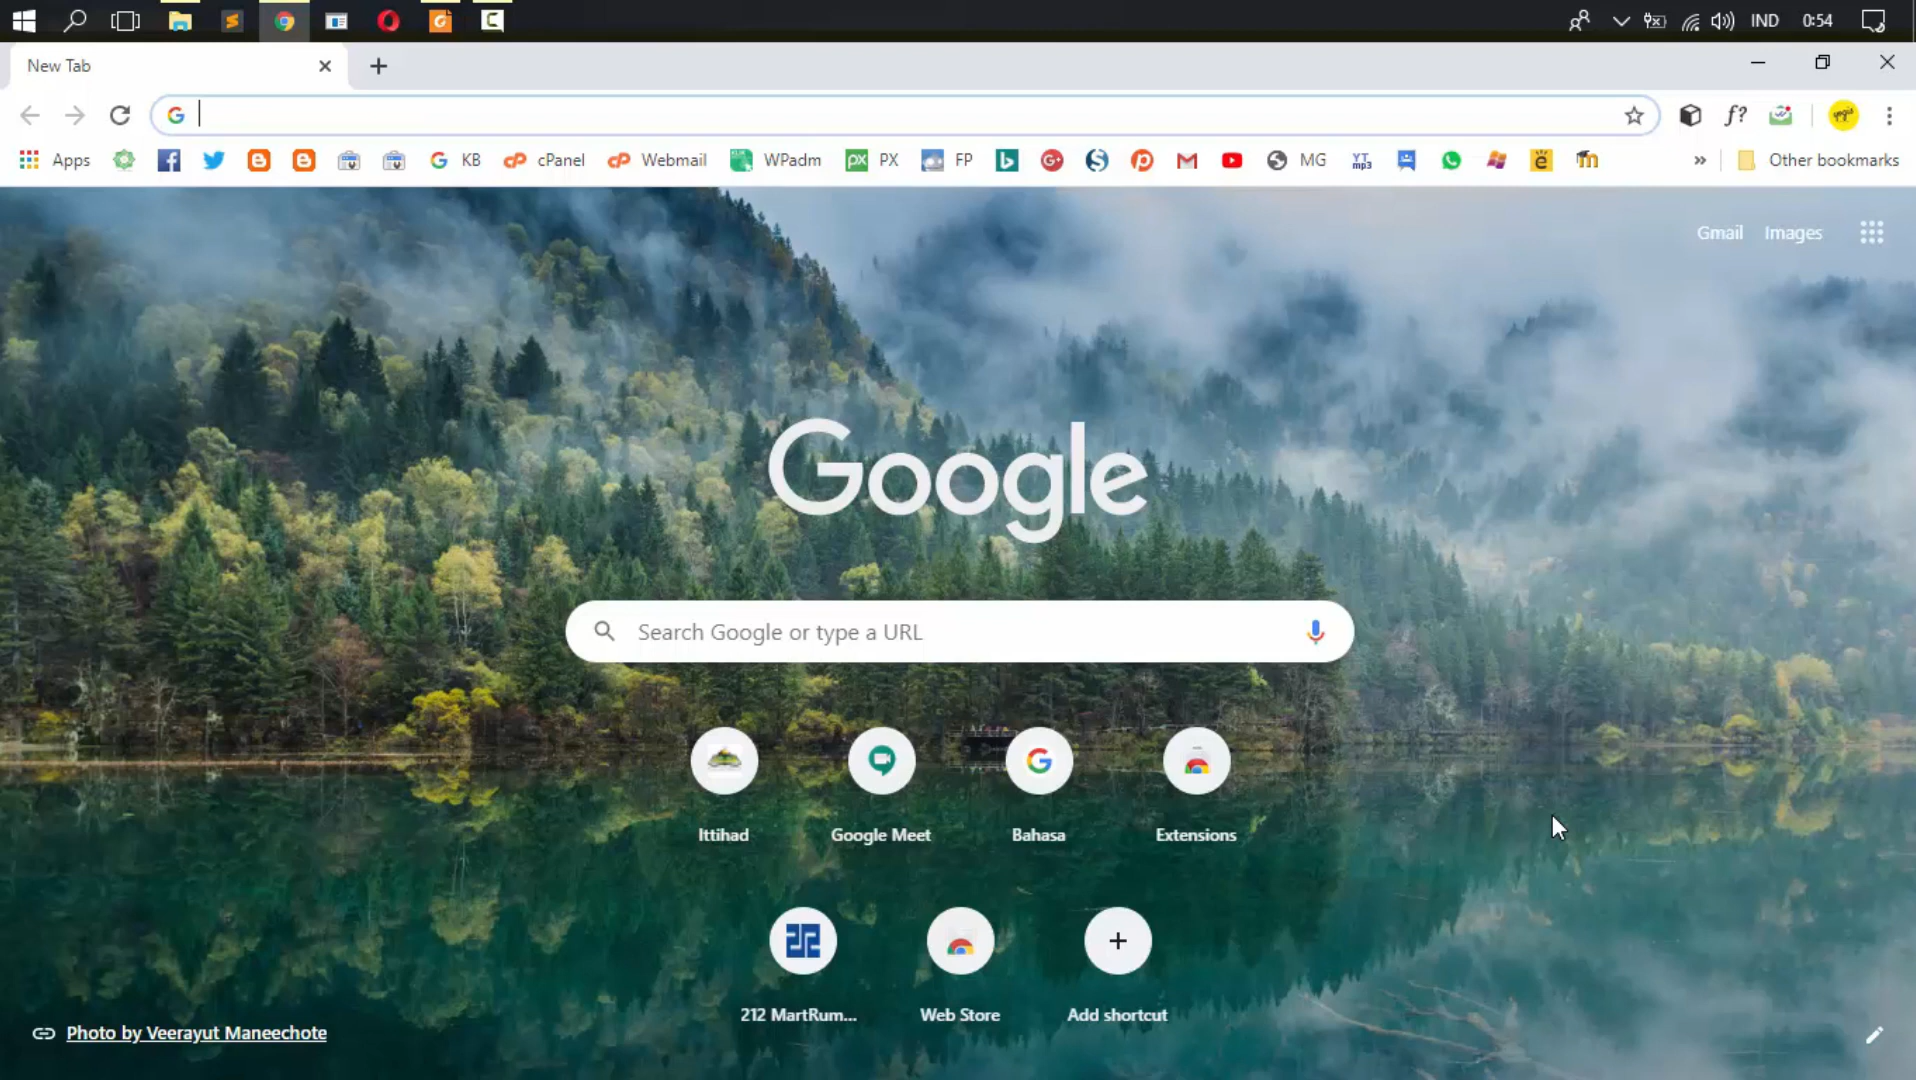 IND 0:54
New Tab
Apps KB cPanel Webmail WPadm PX FP MG YT mp3 Other bookmarks
Gmail Images
Google
Search Google or type a URL
Ittihad Google Meet Bahasa Extensions
212 MartRum... Web Store Add shortcut
Photo by Veerayut Maneechote